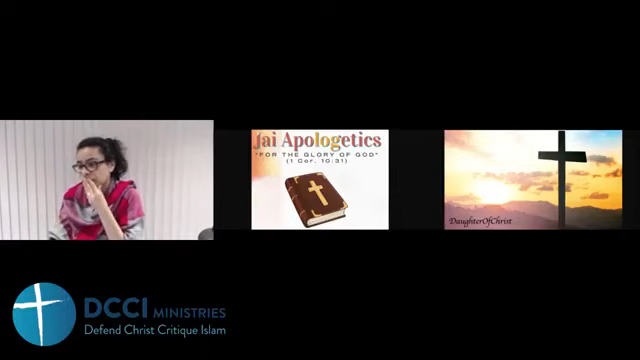 Jai Apologetics
"FOR THE GLORY OF GOD"
(1 Cor. 10:31)
DaughterOfChrist
DCCI MINISTRIES
Defend Christ Critique Islam